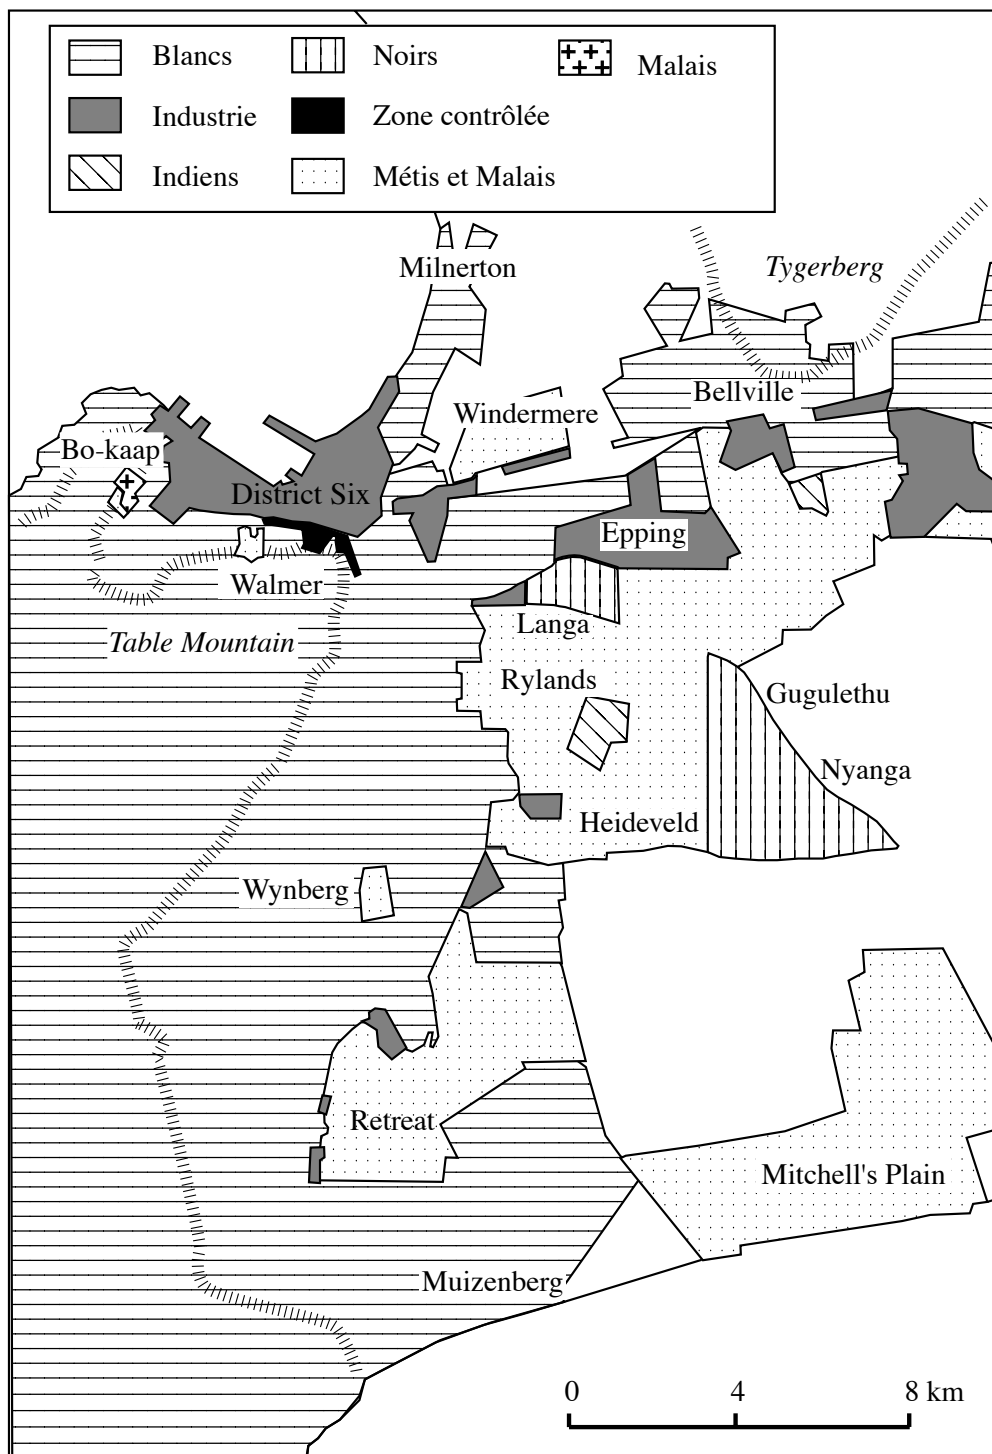 Blancs
Noirs
Malais
Industrie
Zone contrôlée
Indiens
Métis et Malais
Milnerton
Tygerberg
Bellville
Windermere
Bo-kaap
District Six
Epping
Walmer
Langa
Table Mountain
Rylands
Gugulethu
Nyanga
Heideveld
Wynberg
Retreat
Mitchell's Plain
Muizenberg
0 4 8 km